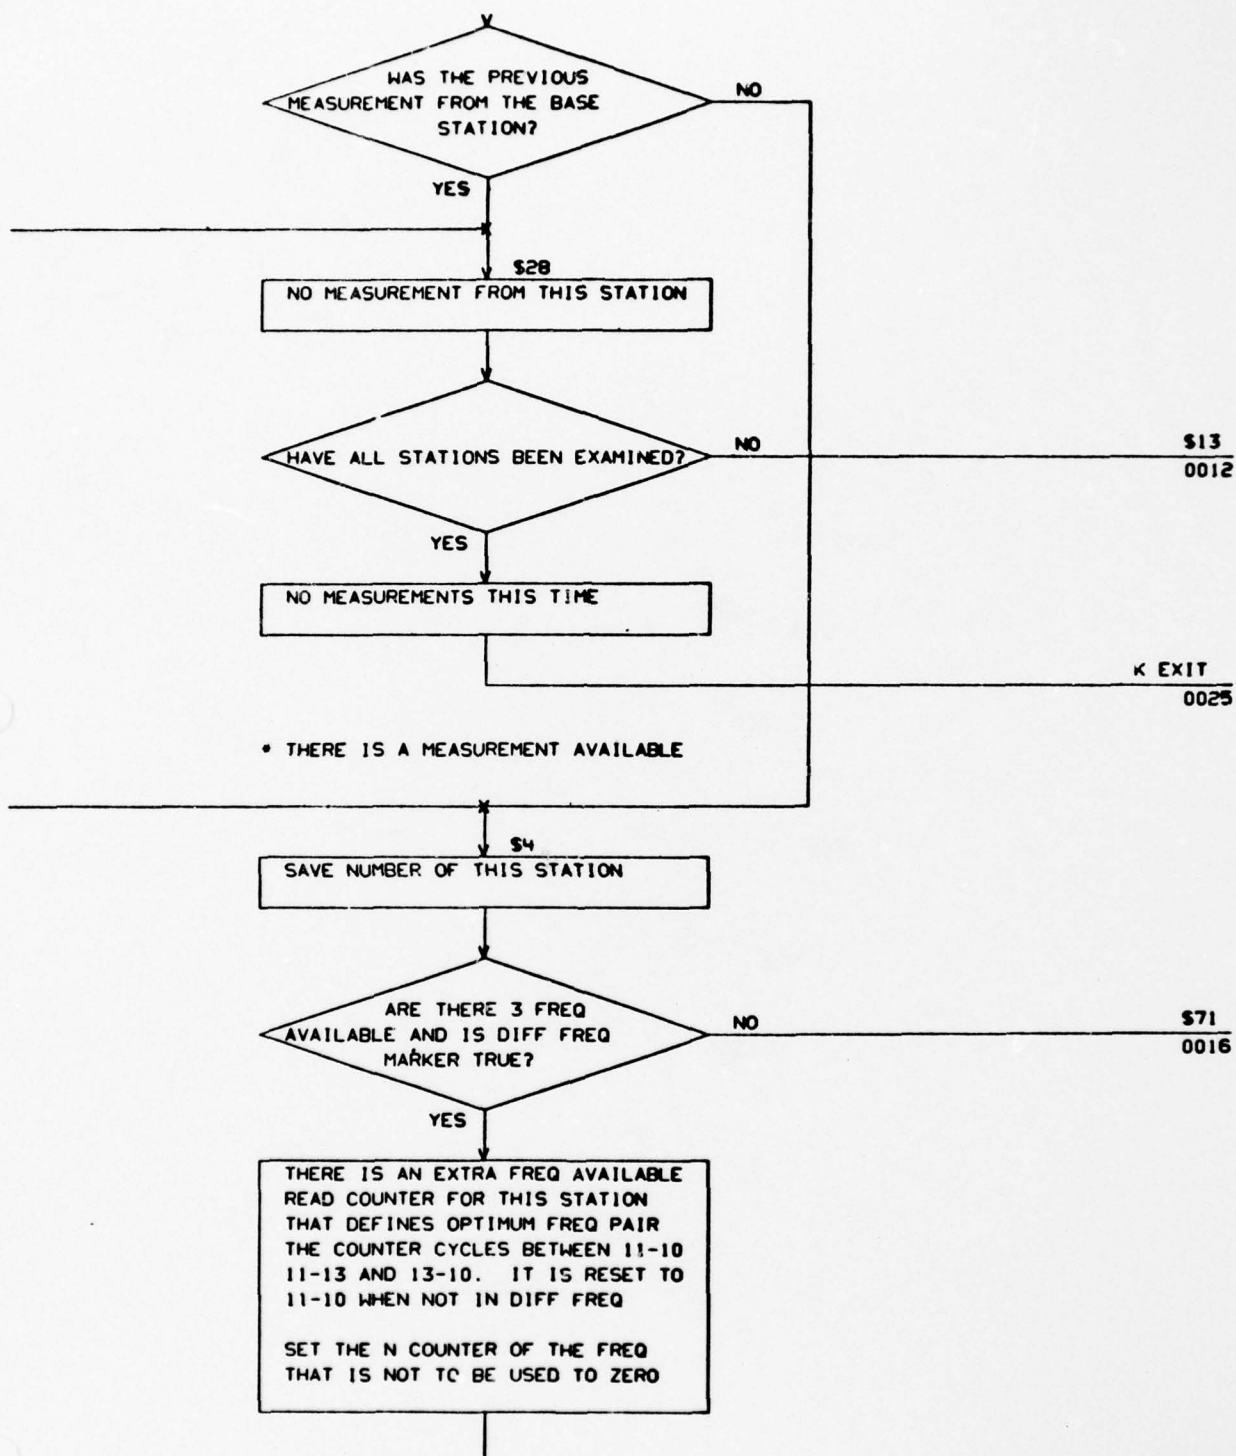 WAS THE PREVIOUS
MEASUREMENT FROM THE BASE
STATION?
NO
YES
$28
NO MEASUREMENT FROM THIS STATION
HAVE ALL STATIONS BEEN EXAMINED?
NO
$13
0012
YES
NO MEASUREMENTS THIS TIME
K EXIT
0025
* THERE IS A MEASUREMENT AVAILABLE
$4
SAVE NUMBER OF THIS STATION
ARE THERE 3 FREQ
AVAILABLE AND IS DIFF FREQ
MARKER TRUE?
NO
$71
0016
YES
THERE IS AN EXTRA FREQ AVAILABLE
READ COUNTER FOR THIS STATION
THAT DEFINES OPTIMUM FREQ PAIR
THE COUNTER CYCLES BETWEEN 11-10
11-13 AND 13-10. IT IS RESET TO
11-10 WHEN NOT IN DIFF FREQ
SET THE N COUNTER OF THE FREQ
THAT IS NOT TO BE USED TO ZERO